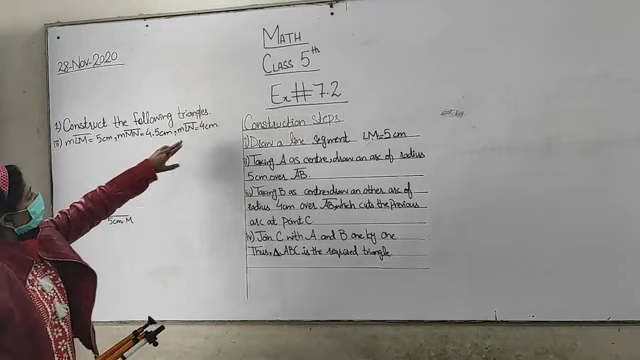 28-Nov-2020
MATH
CLASS 5th
Ex#7.2
Q) Construct the following triangles
iii) mLM = 5cm, mMN = 4.5cm, mLN = 4cm
5cm M
Construction steps
i) Draw a line segment LM=5cm
ii) Taking A as centre, draw an arc of radius
5cm over AB.
iv) Taking B as centre, draw an other arc of
radius 4cm over AB, which cuts the previous
arc at point C
iv) Join C with A and B one by one
Thus, △ ABC is the required triangle